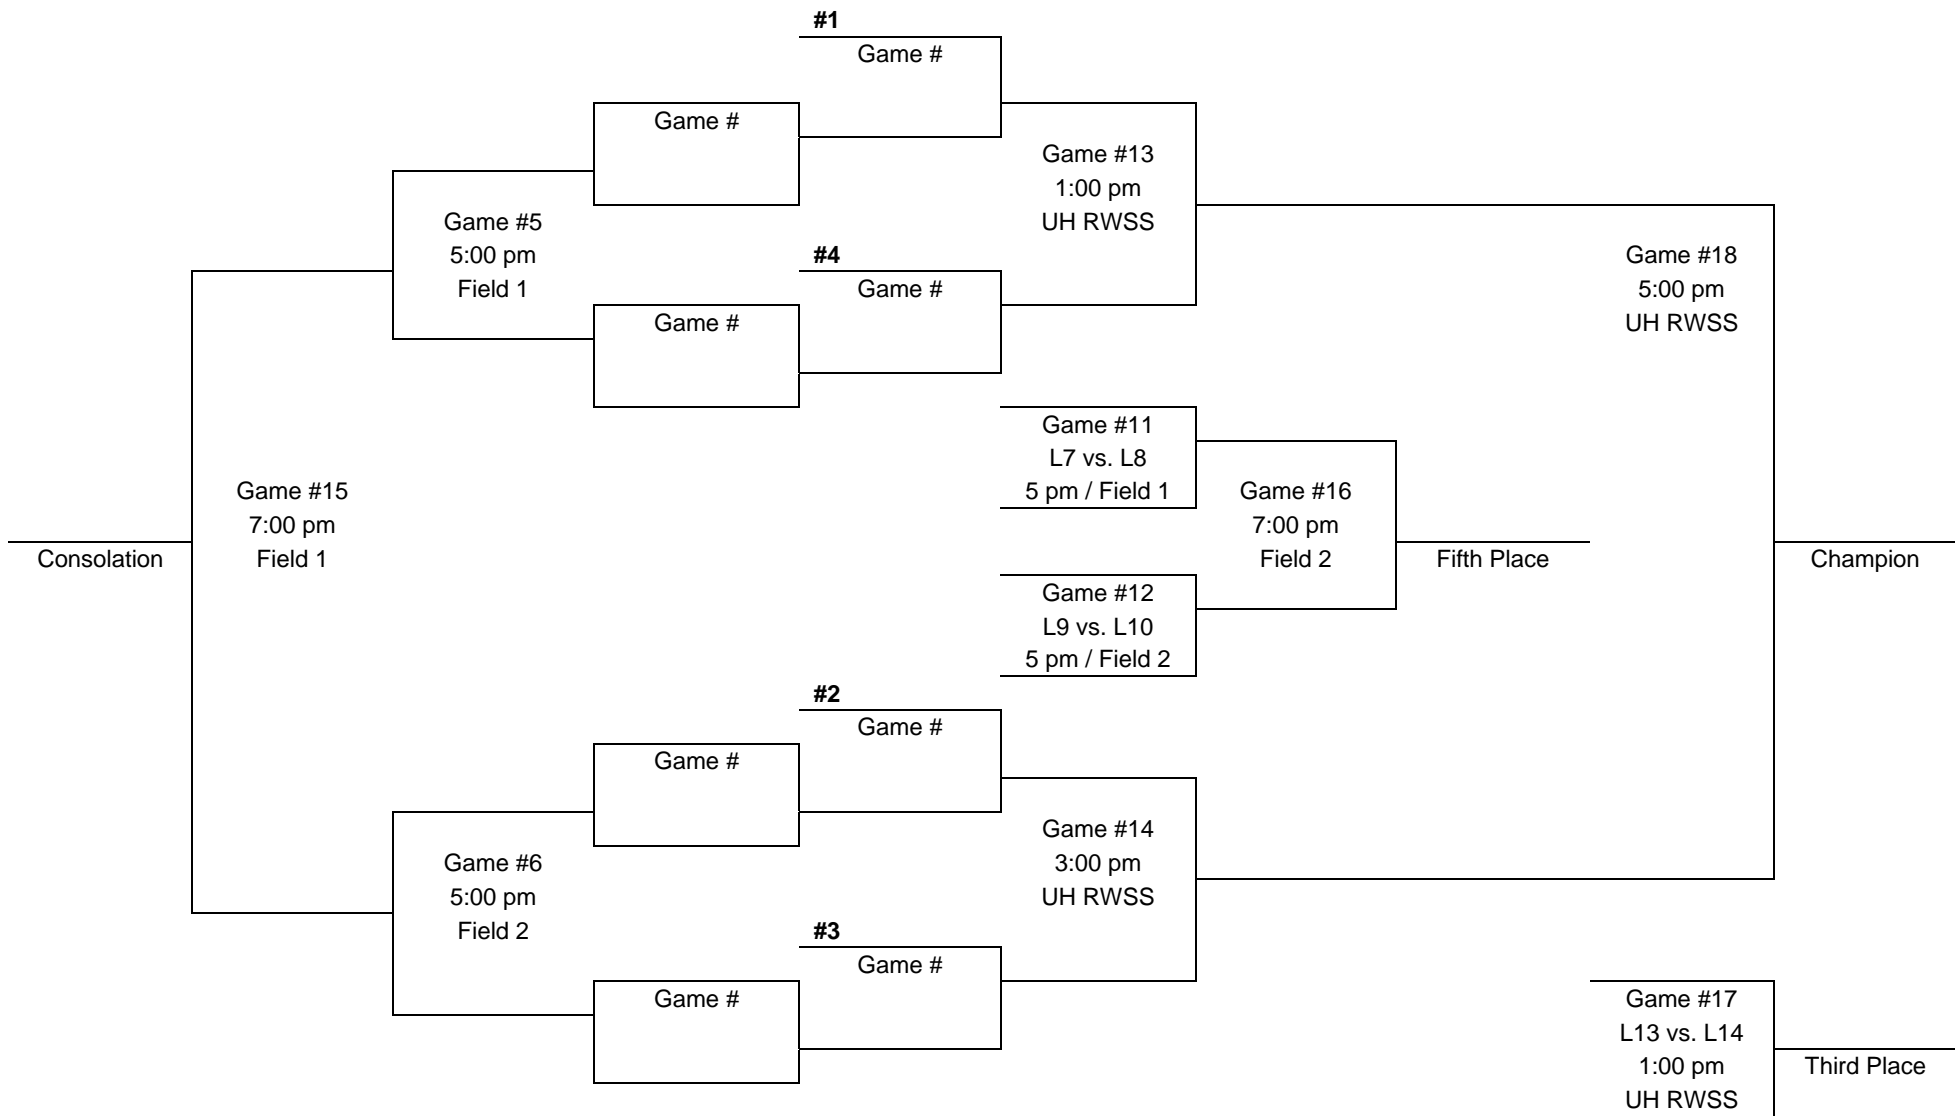 #1
Game #
Game #
Game #13
1:00 pm
UH RWSS
Game #5
5:00 pm
Field 1
#4
Game #
Game #18
5:00 pm
UH RWSS
Game #
Game #11
L7 vs. L8
5 pm / Field 1
Game #15
7:00 pm
Field 1
Game #16
7:00 pm
Field 2
Consolation
Fifth Place
Champion
Game #12
L9 vs. L10
5 pm / Field 2
#2
Game #
Game #
Game #14
3:00 pm
UH RWSS
Game #6
5:00 pm
Field 2
#3
Game #
Game #
Game #17
L13 vs. L14
1:00 pm
UH RWSS
Third Place